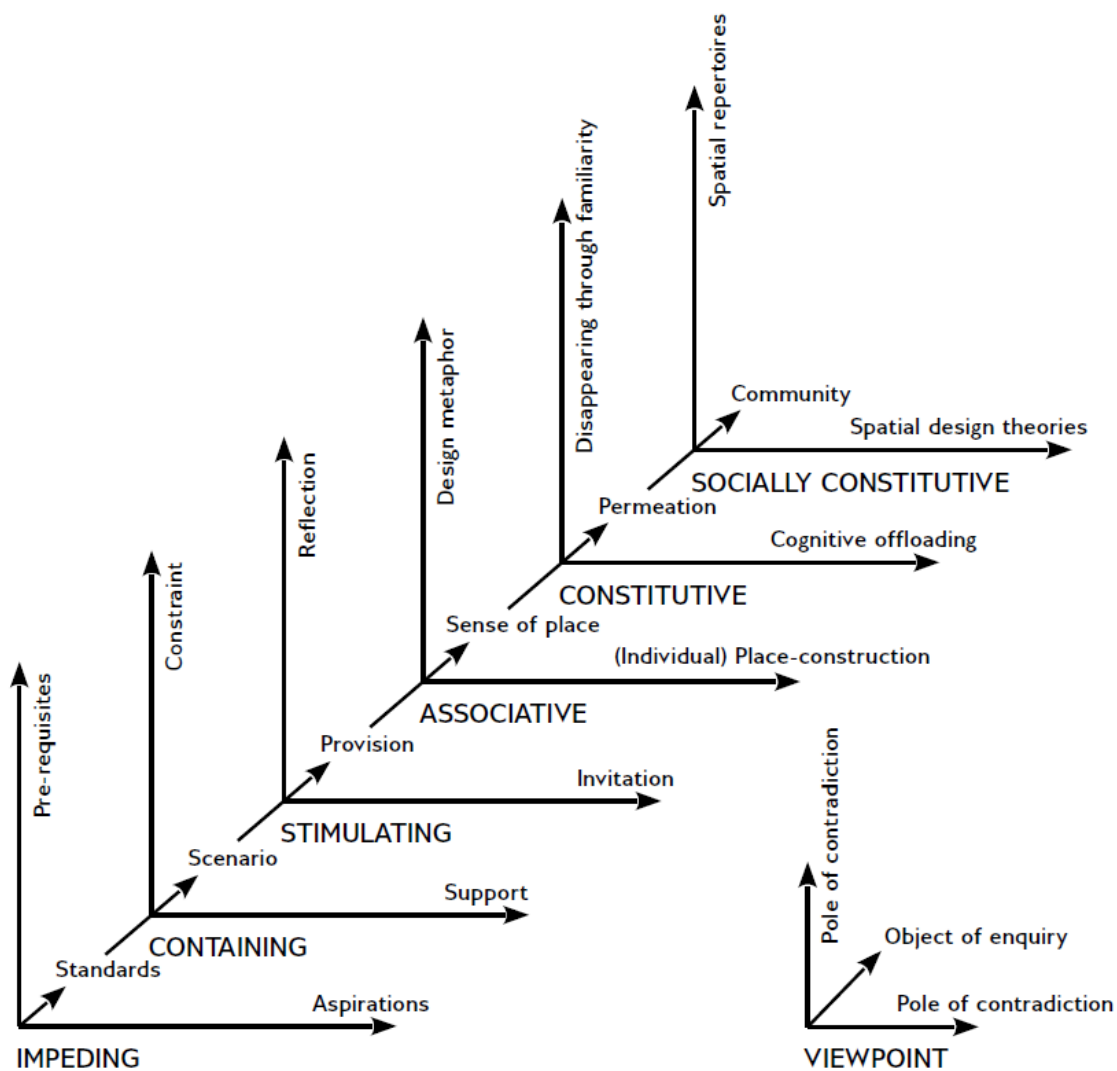 Spatial repertoires
Community
Spatial design theories
SOCIALLY CONSTITUTIVE
Disappearing through familiarity
Permeation
Cognitive offloading
CONSTITUTIVE
Design metaphor
Sense of place
(Individual) Place-construction
ASSOCIATIVE
Reflection
Provision
Invitation
STIMULATING
Constraint
Scenario
Support
CONTAINING
Pre-requisites
Standards
Aspirations
IMPEDING
Pole of contradiction
Object of enquiry
Pole of contradiction
VIEWPOINT